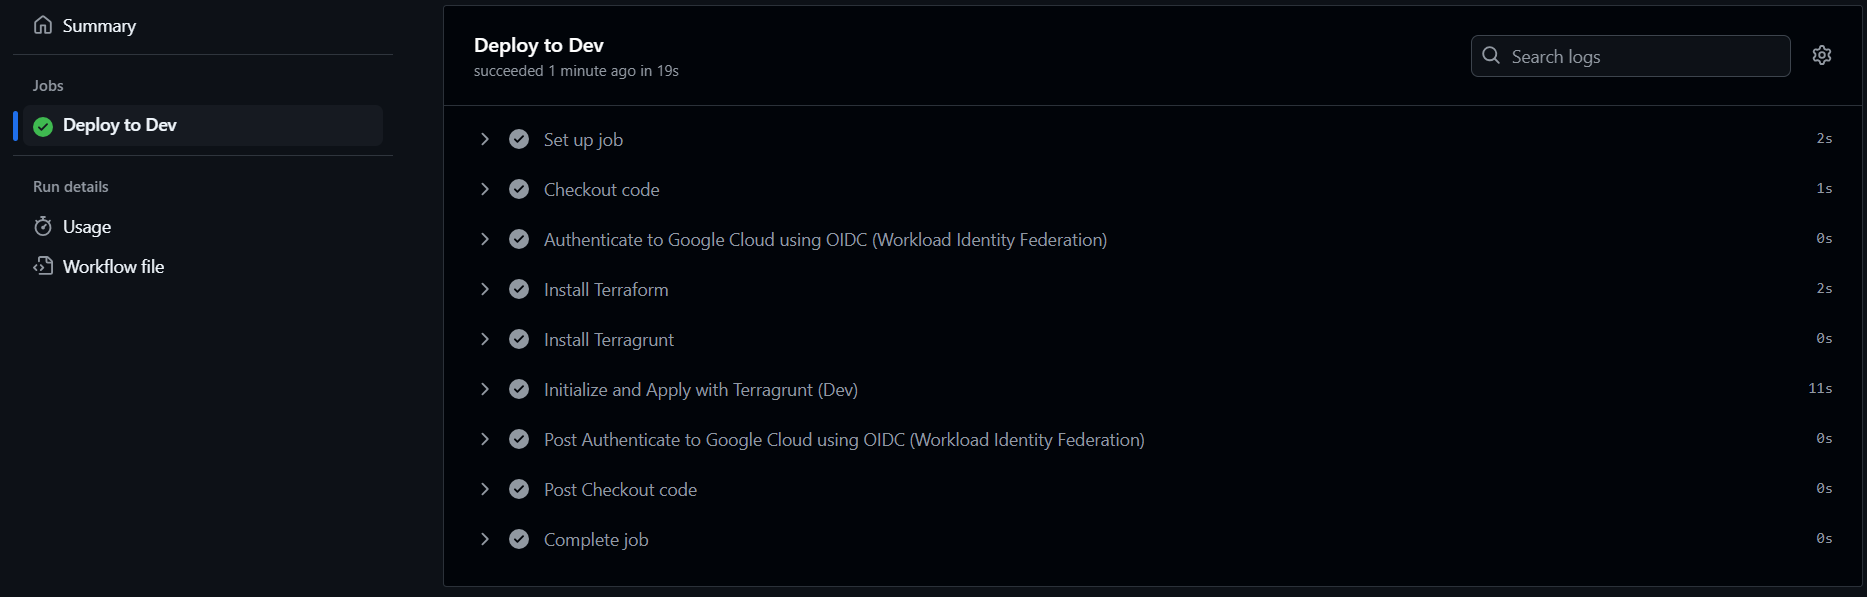 Summary
Jobs
Deploy to Dev
Run details
Usage
Workflow file
Deploy to Dev
succeeded 1 minute ago in 19s
Search logs
Set up job 2s
Checkout code 1s
Authenticate to Google Cloud using OIDC (Workload Identity Federation) 0s
Install Terraform 2s
Install Terragrunt 0s
Initialize and Apply with Terragrunt (Dev) 11s
Post Authenticate to Google Cloud using OIDC (Workload Identity Federation) 0s
Post Checkout code 0s
Complete job 0s